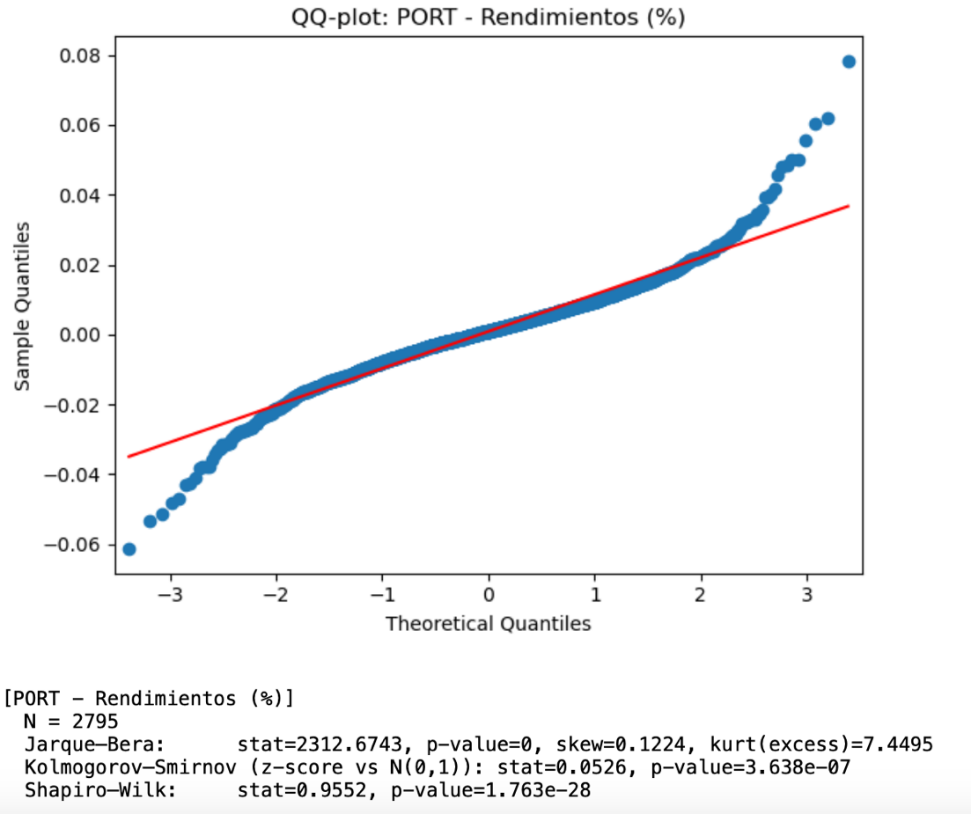 QQ-plot: PORT - Rendimientos (%)
0.08
0.06
0.04
0.02
0.00
−0.02
−0.04
−0.06
Sample Quantiles
−3 −2 −1 0 1 2 3
Theoretical Quantiles
[PORT – Rendimientos (%)]
N = 2795
Jarque–Bera: stat=2312.6743, p-value=0, skew=0.1224, kurt(excess)=7.4495
Kolmogorov–Smirnov (z-score vs N(0,1)): stat=0.0526, p-value=3.638e-07
Shapiro-Wilk: stat=0.9552, p-value=1.763e-28